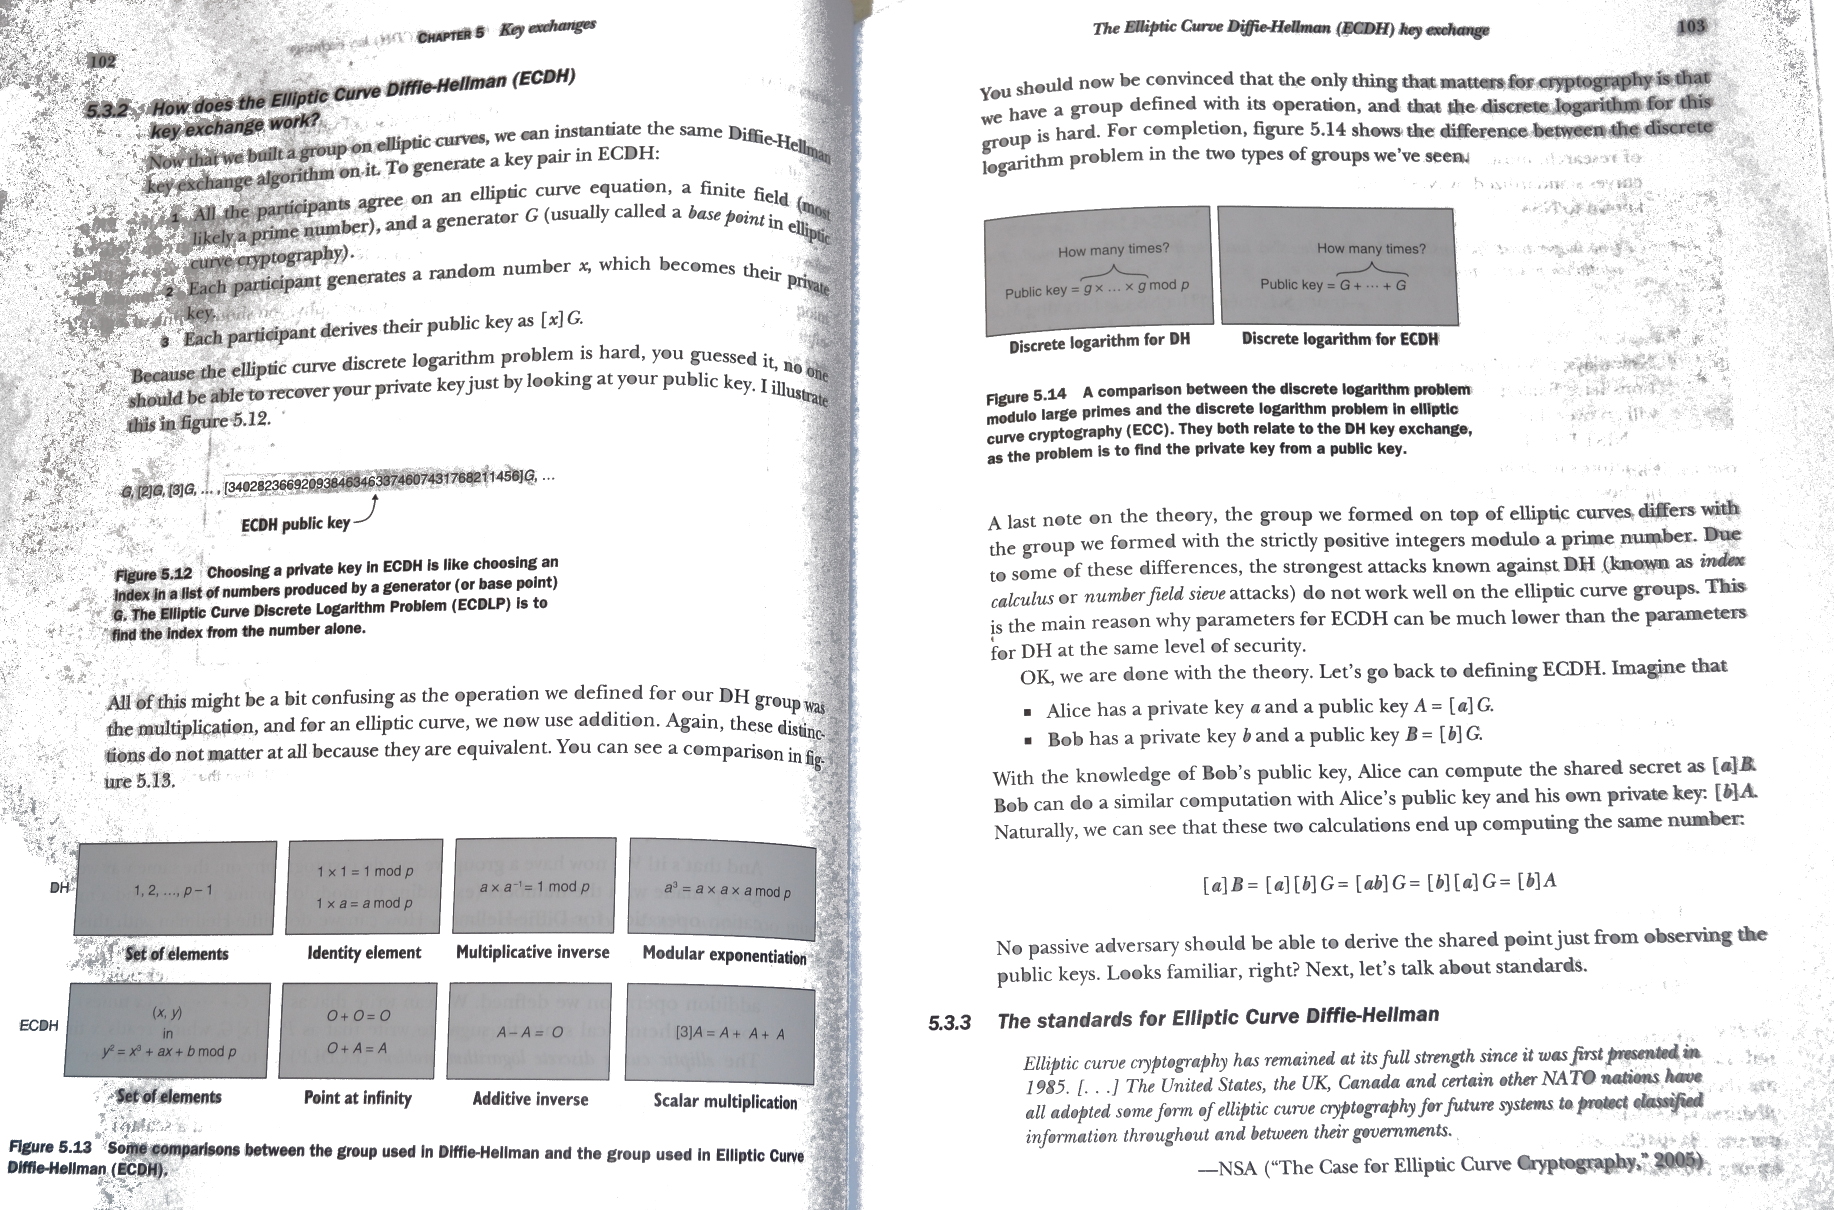 102
CHAPTER 5 Key exchanges
5.3.2 How does the Elliptic Curve Diffie-Hellman (ECDH)
key exchange work?
Now that we built a group on elliptic curves, we can instantiate the same Diffie-Hellman
key exchange algorithm on it. To generate a key pair in ECDH:
1 All the participants agree on an elliptic curve equation, a finite field (most
likely a prime number), and a generator G (usually called a base point in elliptic
curve cryptography).
2 Each participant generates a random number x, which becomes their private
key.
3 Each participant derives their public key as [x]G.
Because the elliptic curve discrete logarithm problem is hard, you guessed it, no one
should be able to recover your private key just by looking at your public key. I illustrate
this in figure 5.12.
G, [2]G, [3]G, ... , [340282366920938463463374607431768211456]G, ...
ECDH public key
Figure 5.12 Choosing a private key in ECDH is like choosing an
index in a list of numbers produced by a generator (or base point)
G. The Elliptic Curve Discrete Logarithm Problem (ECDLP) is to
find the index from the number alone.
All of this might be a bit confusing as the operation we defined for our DH group was
the multiplication, and for an elliptic curve, we now use addition. Again, these distinc-
tions do not matter at all because they are equivalent. You can see a comparison in fig-
ure 5.13.
DH
1, 2, ..., p – 1
1 x 1 = 1 mod p
1 x a = a mod p
a x a⁻¹ = 1 mod p
a³ = a x a x a mod p
Set of elements
Identity element
Multiplicative inverse
Modular exponentiation
ECDH
(x, y)
in
y² = x³ + ax + b mod p
O + O = O
O + A = A
A – A = O
[3]A = A + A + A
Set of elements
Point at infinity
Additive inverse
Scalar multiplication
Figure 5.13 Some comparisons between the group used in Diffie-Hellman and the group used in Elliptic Curve
Diffie-Hellman (ECDH).
The Elliptic Curve Diffie-Hellman (ECDH) key exchange
103
You should now be convinced that the only thing that matters for cryptography is that
we have a group defined with its operation, and that the discrete logarithm for this
group is hard. For completion, figure 5.14 shows the difference between the discrete
logarithm problem in the two types of groups we've seen.
How many times?
Public key = g × ... × g mod p
How many times?
Public key = G + ··· + G
Discrete logarithm for DH
Discrete logarithm for ECDH
Figure 5.14 A comparison between the discrete logarithm problem
modulo large primes and the discrete logarithm problem in elliptic
curve cryptography (ECC). They both relate to the DH key exchange,
as the problem is to find the private key from a public key.
A last note on the theory, the group we formed on top of elliptic curves differs with
the group we formed with the strictly positive integers modulo a prime number. Due
to some of these differences, the strongest attacks known against DH (known as index
calculus or number field sieve attacks) do not work well on the elliptic curve groups. This
is the main reason why parameters for ECDH can be much lower than the parameters
for DH at the same level of security.
OK, we are done with the theory. Let's go back to defining ECDH. Imagine that
▪ Alice has a private key a and a public key A = [a]G.
▪ Bob has a private key b and a public key B = [b]G.
With the knowledge of Bob's public key, Alice can compute the shared secret as [a]B.
Bob can do a similar computation with Alice's public key and his own private key: [b]A.
Naturally, we can see that these two calculations end up computing the same number:
[a]B = [a][b]G = [ab]G = [b][a]G = [b]A
No passive adversary should be able to derive the shared point just from observing the
public keys. Looks familiar, right? Next, let's talk about standards.
5.3.3 The standards for Elliptic Curve Diffie-Hellman
Elliptic curve cryptography has remained at its full strength since it was first presented in
1985. [. . .] The United States, the UK, Canada and certain other NATO nations have
all adopted some form of elliptic curve cryptography for future systems to protect classified
information throughout and between their governments.
—NSA (“The Case for Elliptic Curve Cryptography,” 2005)